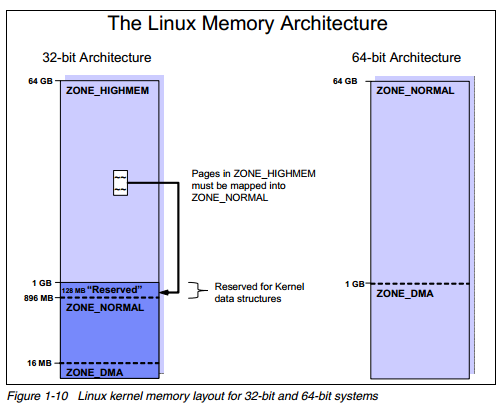 The Linux Memory Architecture
32-bit Architecture
64-bit Architecture
64 GB
ZONE_HIGHMEM
64 GB
ZONE_NORMAL
~~
~~
Pages in ZONE_HIGHMEM
must be mapped into
ZONE_NORMAL
1 GB
128 MB "Reserved"
896 MB
ZONE_NORMAL
Reserved for Kernel
data structures
1 GB
ZONE_DMA
16 MB
ZONE_DMA
Figure 1-10 Linux kernel memory layout for 32-bit and 64-bit systems